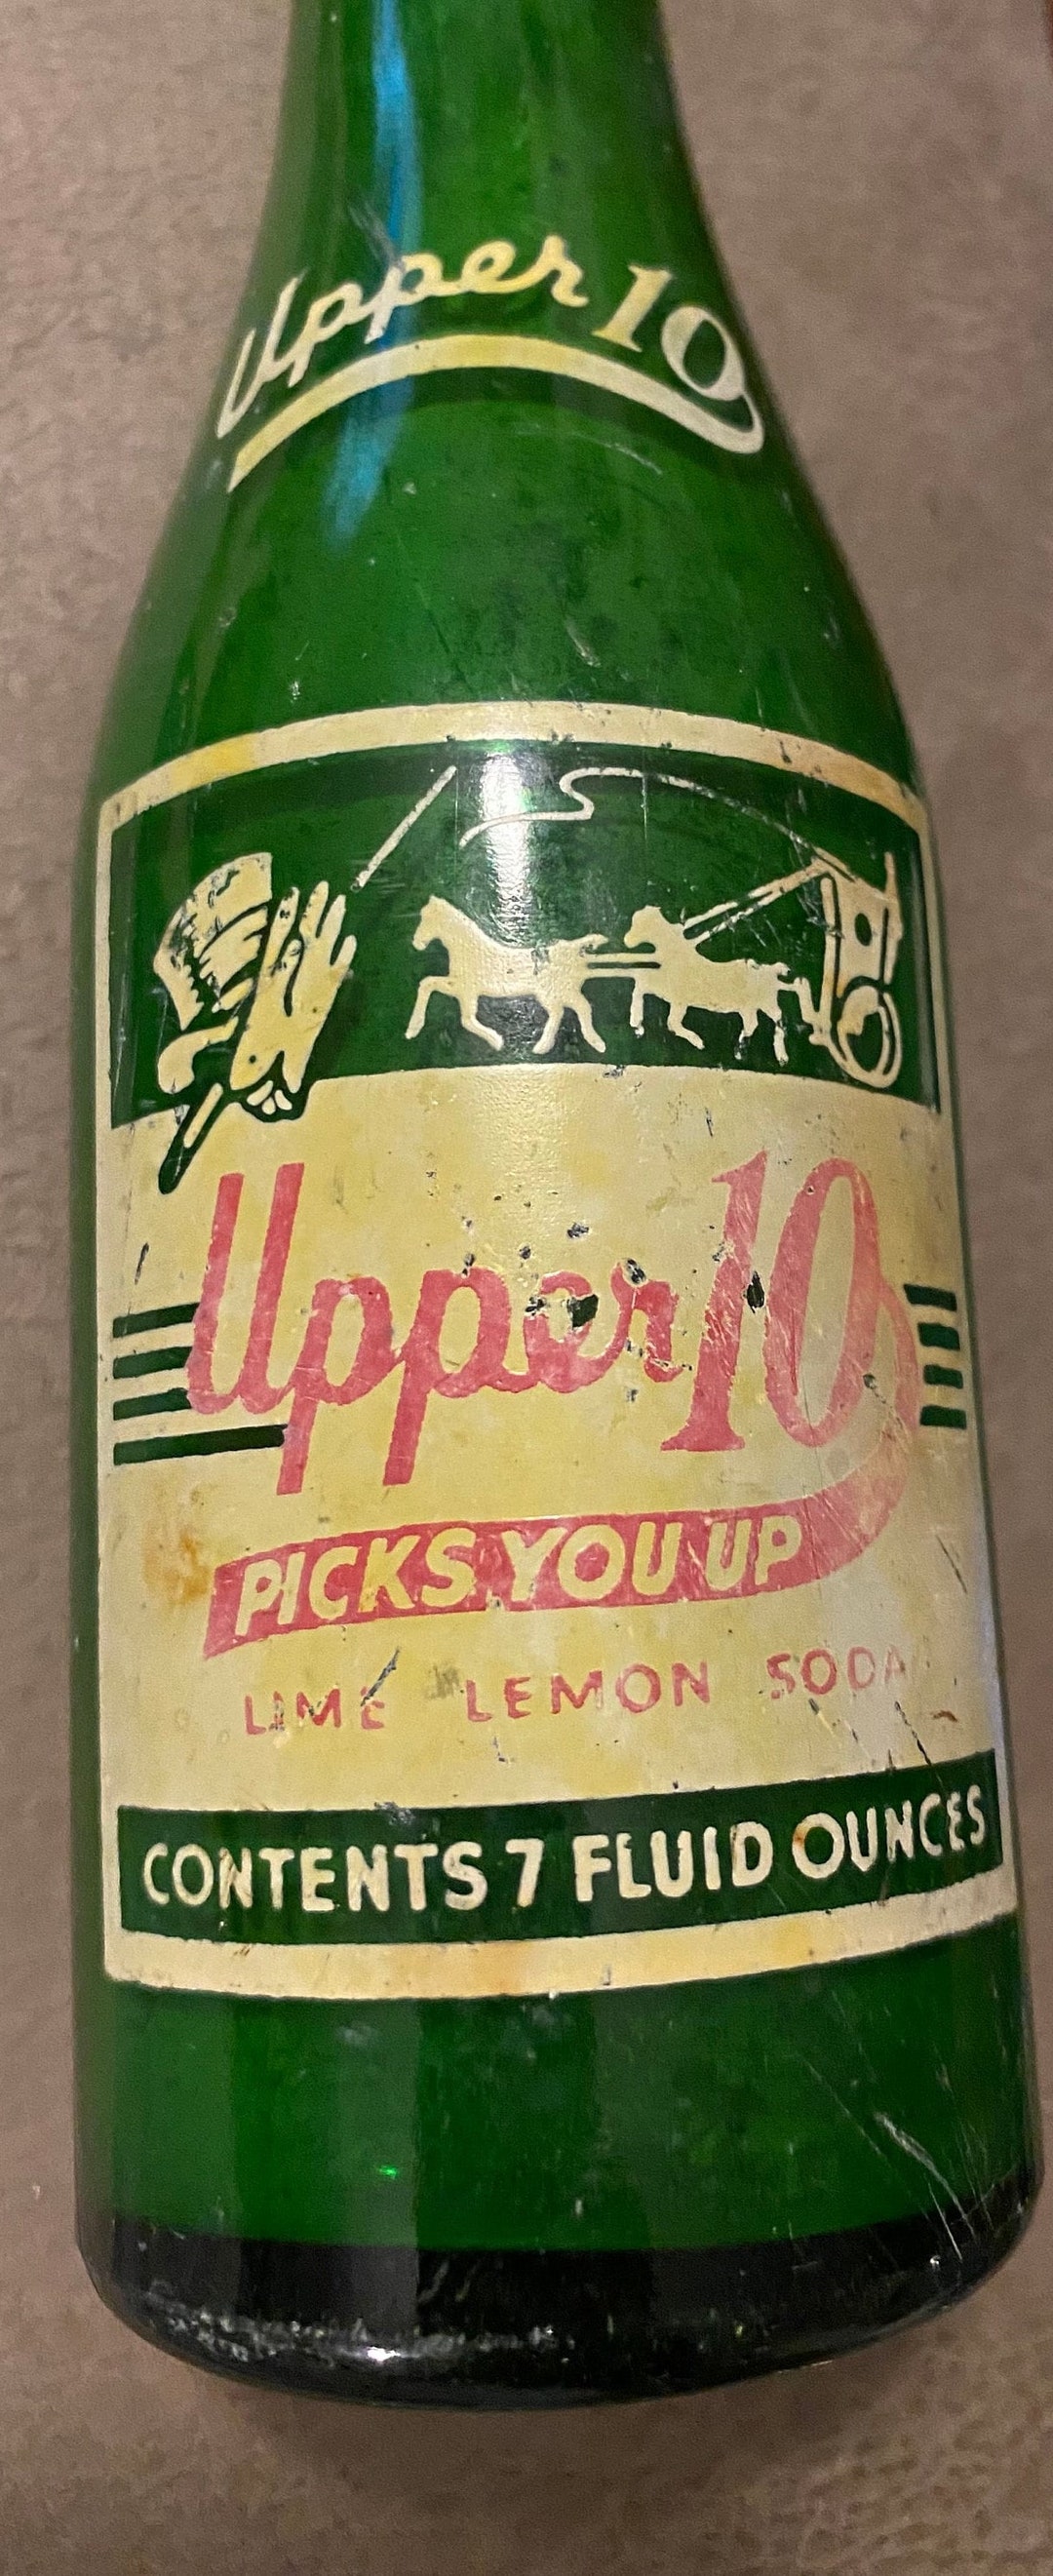 Upper 10
Upper 10
PICKS YOU UP
LIME LEMON SODA
CONTENTS 7 FLUID OUNCES